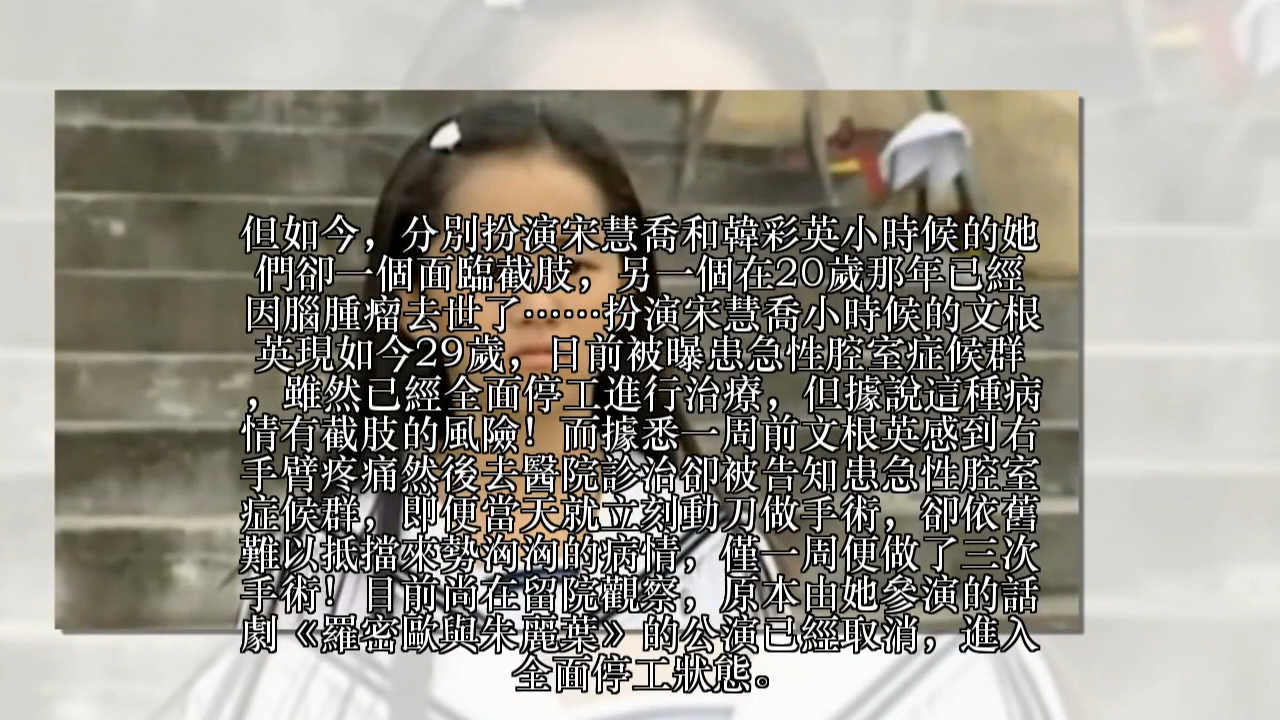 但如今，分別扮演宋慧喬和韓彩英小時候的她
們卻一個面臨截肢，另一個在20歲那年已經
因腦腫瘤去世了……扮演宋慧喬小時候的文根
英現如今29歲，日前被曝患急性腔室症候群
，雖然已經全面停工進行治療，但據說這種病
情有截肢的風險！而據悉一周前文根英感到右
手臂疼痛然後去醫院診治卻被告知患急性腔室
症候群，即便當天就立刻動刀做手術，卻依舊
難以抵擋來勢洶洶的病情，僅一周便做了三次
手術！目前尚在留院觀察，原本由她參演的話
劇《羅密歐與朱麗葉》的公演已經取消，進入
全面停工狀態。